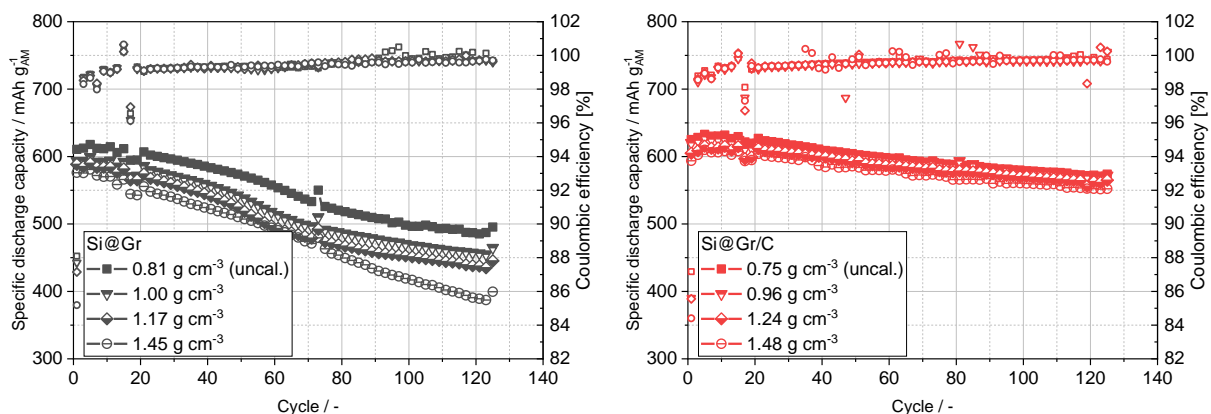 Specific discharge capacity / mAh g⁻¹_AM
800
700
600
500
400
300
Si@Gr
0.81 g cm⁻³ (uncal.)
1.00 g cm⁻³
1.17 g cm⁻³
1.45 g cm⁻³
0 20 40 60 80 100 120 140
Cycle / -
102
100
98
96
94
92
90
88
86
84
82
Coulombic efficiency [%]
Specific discharge capacity / mAh g⁻¹_AM
800
700
600
500
400
300
Si@Gr/C
0.75 g cm⁻³ (uncal.)
0.96 g cm⁻³
1.24 g cm⁻³
1.48 g cm⁻³
0 20 40 60 80 100 120 140
Cycle / -
102
100
98
96
94
92
90
88
86
84
82
Coulombic efficiency [%]